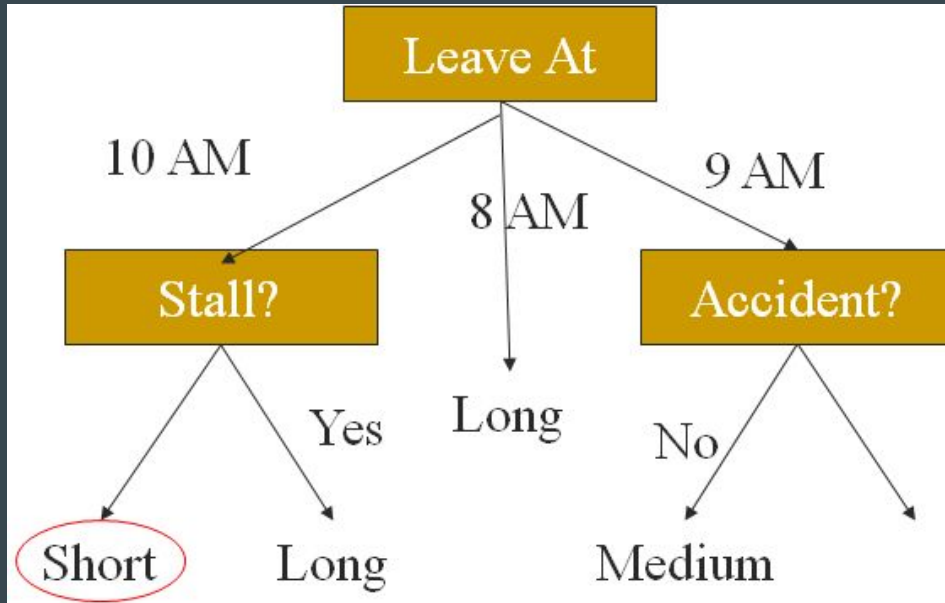 Leave At
10 AM
8 AM
9 AM
Stall?
Accident?
Yes
Long
No
Short
Long
Medium